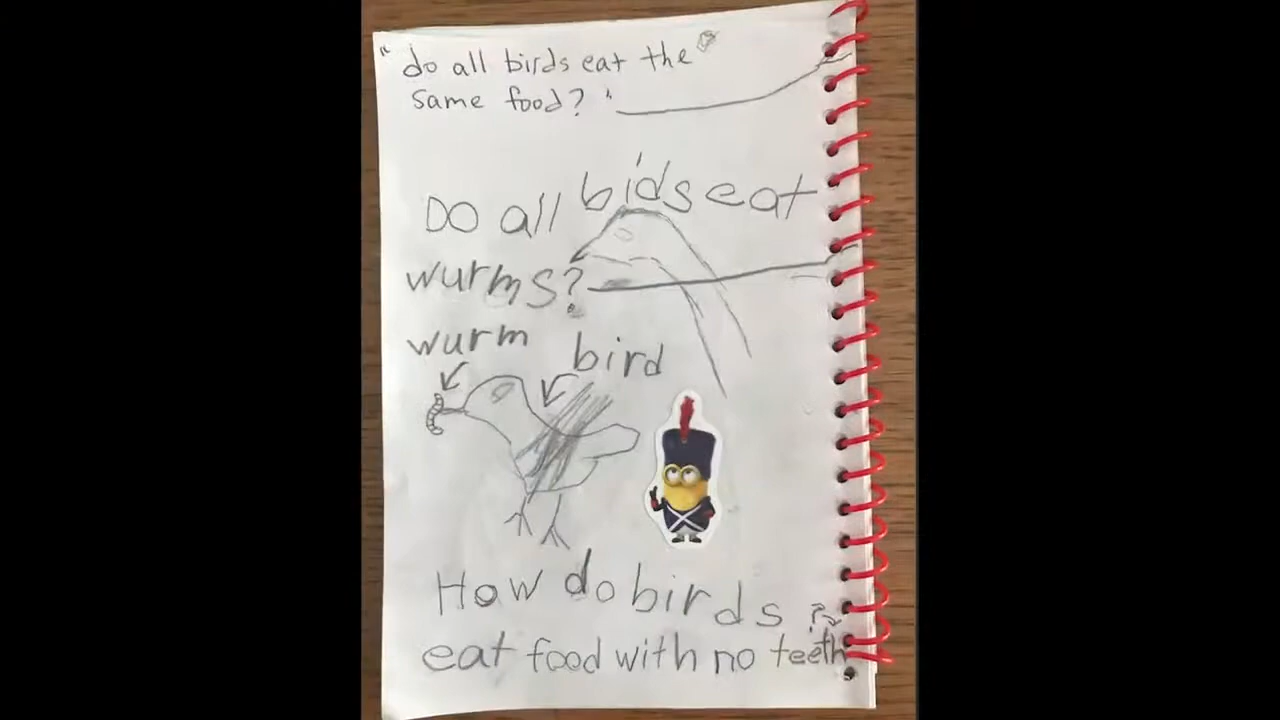 "do all birds eat the
same food?"
Do all bids eat
wurms?
wurm
bird
How do birds
eat food with no teeth?